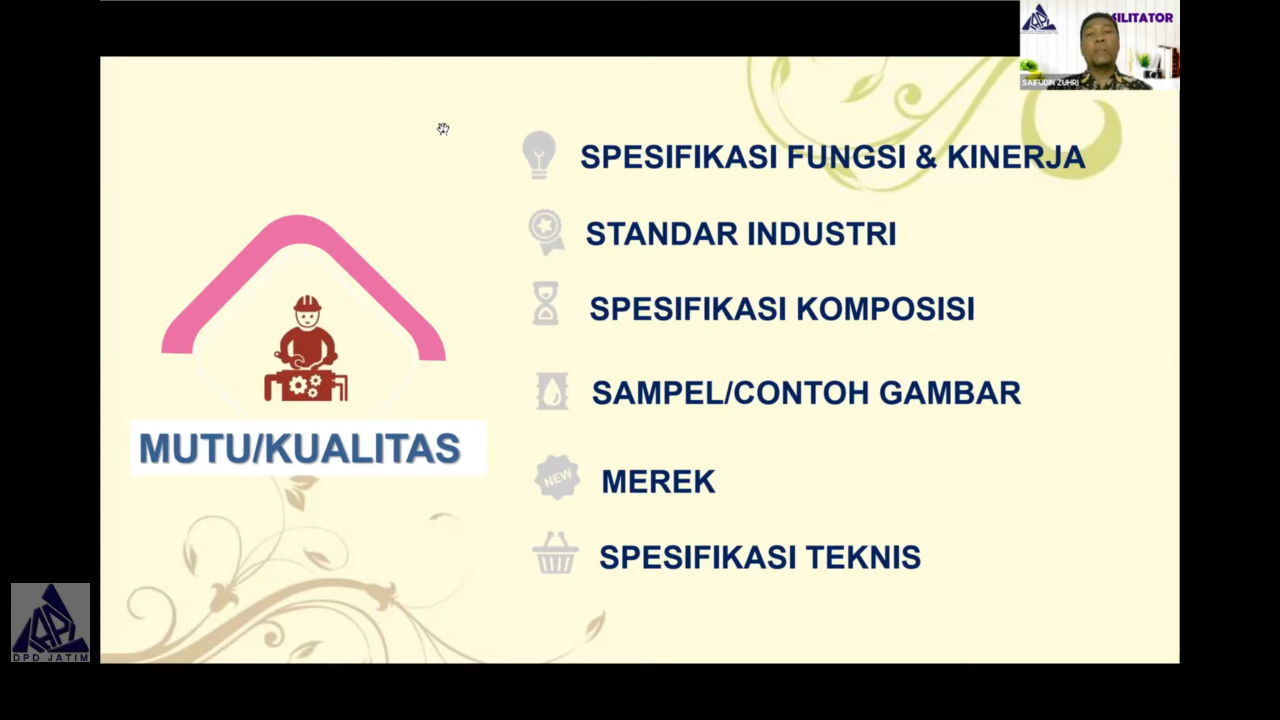 SILITATOR
SAIFUDIN ZUHRI
SPESIFIKASI FUNGSI & KINERJA
STANDAR INDUSTRI
SPESIFIKASI KOMPOSISI
SAMPEL/CONTOH GAMBAR
MUTU/KUALITAS
NEW
MEREK
SPESIFIKASI TEKNIS
DPD JATIM